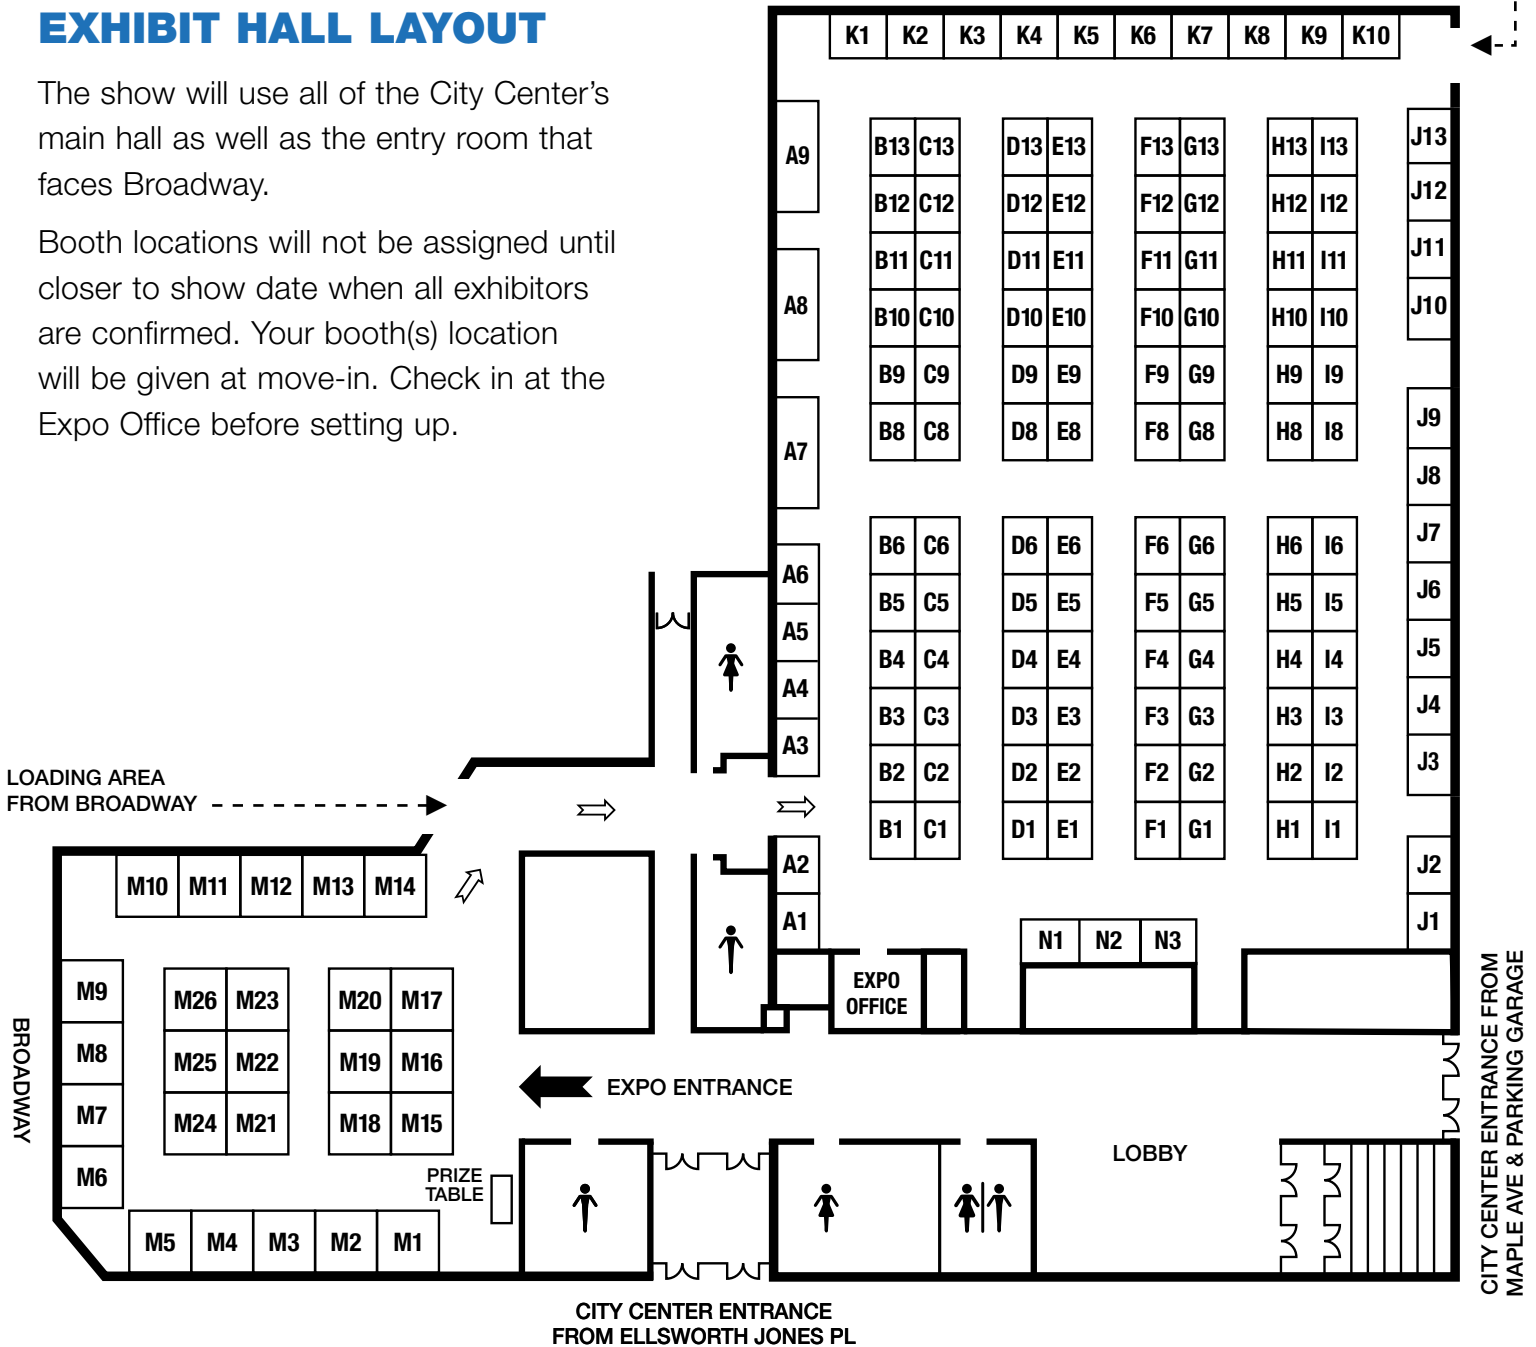 EXHIBIT HALL LAYOUT
The show will use all of the City Center’s
main hall as well as the entry room that
faces Broadway.
Booth locations will not be assigned until
closer to show date when all exhibitors
are confirmed. Your booth(s) location
will be given at move-in. Check in at the
Expo Office before setting up.
K1 K2 K3 K4 K5 K6 K7 K8 K9 K10
A9 B13 C13 D13 E13 F13 G13 H13 I13 J13
B12 C12 D12 E12 F12 G12 H12 I12 J12
B11 C11 D11 E11 F11 G11 H11 I11 J11
A8 B10 C10 D10 E10 F10 G10 H10 I10 J10
B9 C9 D9 E9 F9 G9 H9 I9 J9
A7 B8 C8 D8 E8 F8 G8 H8 I8 J8
A6 B6 C6 D6 E6 F6 G6 H6 I6 J7
A5 B5 C5 D5 E5 F5 G5 H5 I5 J6
A4 B4 C4 D4 E4 F4 G4 H4 I4 J5
A3 B3 C3 D3 E3 F3 G3 H3 I3 J4
B2 C2 D2 E2 F2 G2 H2 I2 J3
B1 C1 D1 E1 F1 G1 H1 I1
A2 J2
A1 J1
N1 N2 N3
EXPO
OFFICE
LOADING AREA
FROM BROADWAY
M10 M11 M12 M13 M14
M9 M26 M23 M20 M17
M8 M25 M22 M19 M16
M7 M24 M21 M18 M15
M6
M5 M4 M3 M2 M1
BROADWAY
PRIZE
TABLE
EXPO ENTRANCE
LOBBY
CITY CENTER ENTRANCE FROM
MAPLE AVE & PARKING GARAGE
CITY CENTER ENTRANCE
FROM ELLSWORTH JONES PL